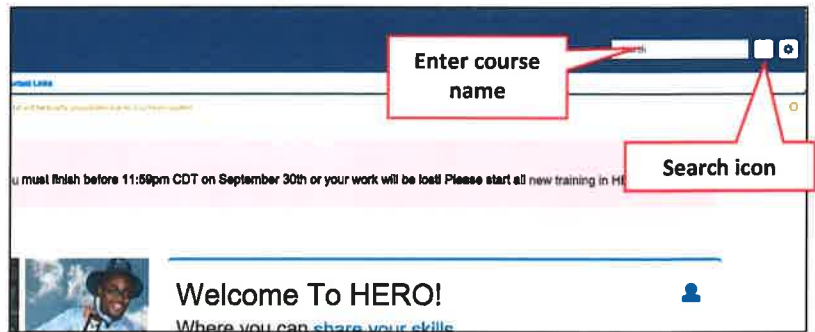 Enter course
name
Links
Search icon
u must finish before 11:59pm CDT on September 30th or your work will be lost! Please start all new training in HE
Welcome To HERO!
Where you can share your skills